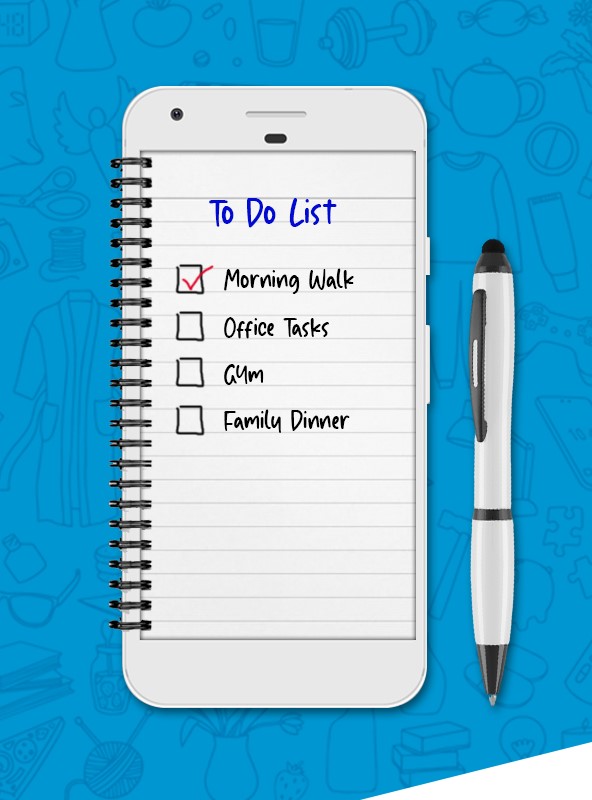 To Do List
Morning Walk
Office Tasks
Gym
Family Dinner